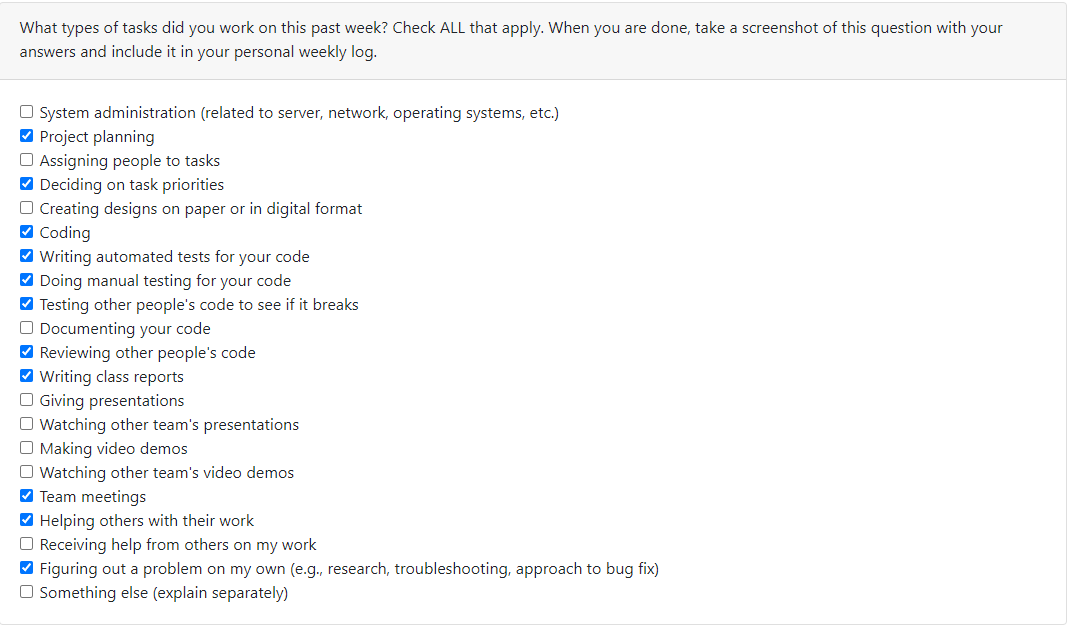 What types of tasks did you work on this past week? Check ALL that apply. When you are done, take a screenshot of this question with your
answers and include it in your personal weekly log.
System administration (related to server, network, operating systems, etc.)
Project planning
Assigning people to tasks
Deciding on task priorities
Creating designs on paper or in digital format
Coding
Writing automated tests for your code
Doing manual testing for your code
Testing other people's code to see if it breaks
Documenting your code
Reviewing other people's code
Writing class reports
Giving presentations
Watching other team's presentations
Making video demos
Watching other team's video demos
Team meetings
Helping others with their work
Receiving help from others on my work
Figuring out a problem on my own (e.g., research, troubleshooting, approach to bug fix)
Something else (explain separately)